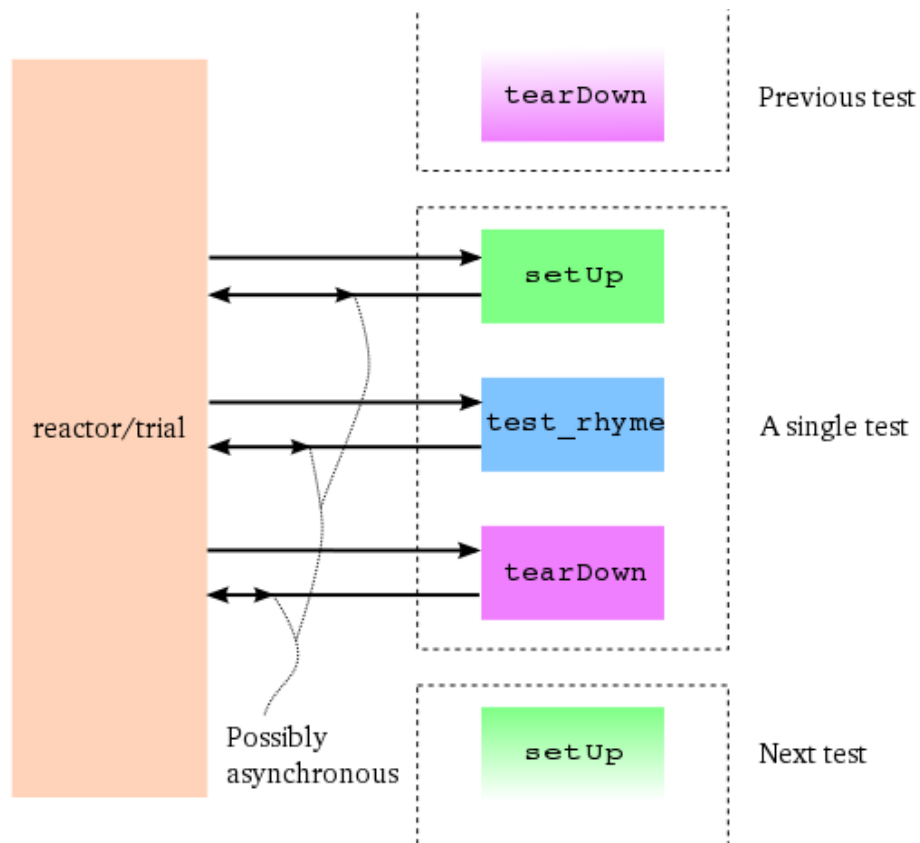 tearDown
Previous test
setUp
reactor/trial
test_rhyme
A single test
tearDown
Possibly
asynchronous
setUp
Next test